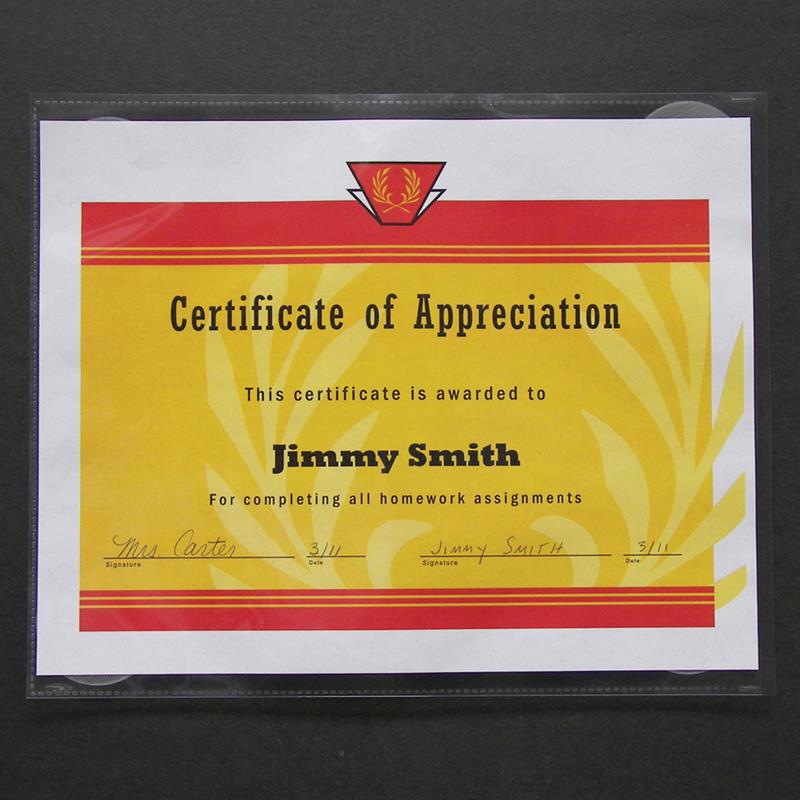 Certificate of Appreciation
This certificate is awarded to
Jimmy Smith
For completing all homework assignments
Mrs. Carter 3/11 Jimmy Smith 3/11
Signature Date Signature Date